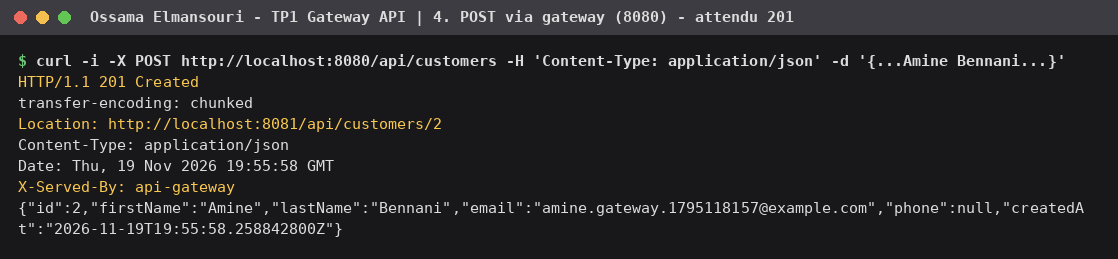 Ossama Elmansouri - TP1 Gateway API | 4. POST via gateway (8080) - attendu 201
$ curl -i -X POST http://localhost:8080/api/customers -H 'Content-Type: application/json' -d '{...Amine Bennani...}'
HTTP/1.1 201 Created
transfer-encoding: chunked
Location: http://localhost:8081/api/customers/2
Content-Type: application/json
Date: Thu, 19 Nov 2026 19:55:58 GMT
X-Served-By: api-gateway
{"id":2,"firstName":"Amine","lastName":"Bennani","email":"amine.gateway.1795118157@example.com","phone":null,"createdA
t":"2026-11-19T19:55:58.258842800Z"}